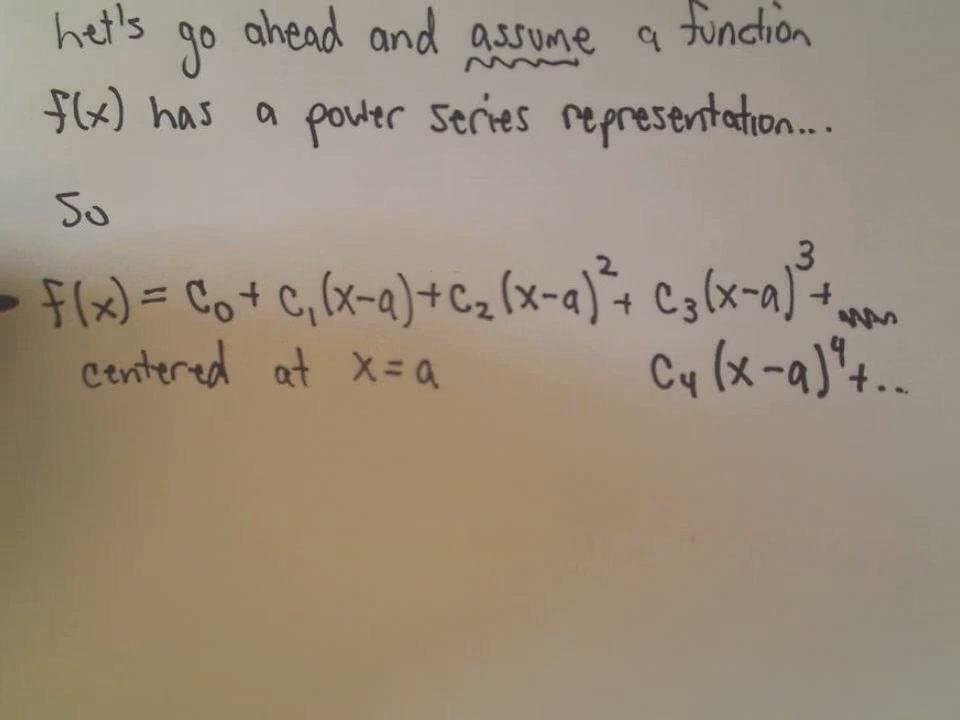 Let's go ahead and assume a function
f(x) has a power series representation...
So
f(x) = C₀ + C₁(x-a) + C₂(x-a)² + C₃(x-a)³ +
centered at x = a C₄(x-a)⁴ + ...